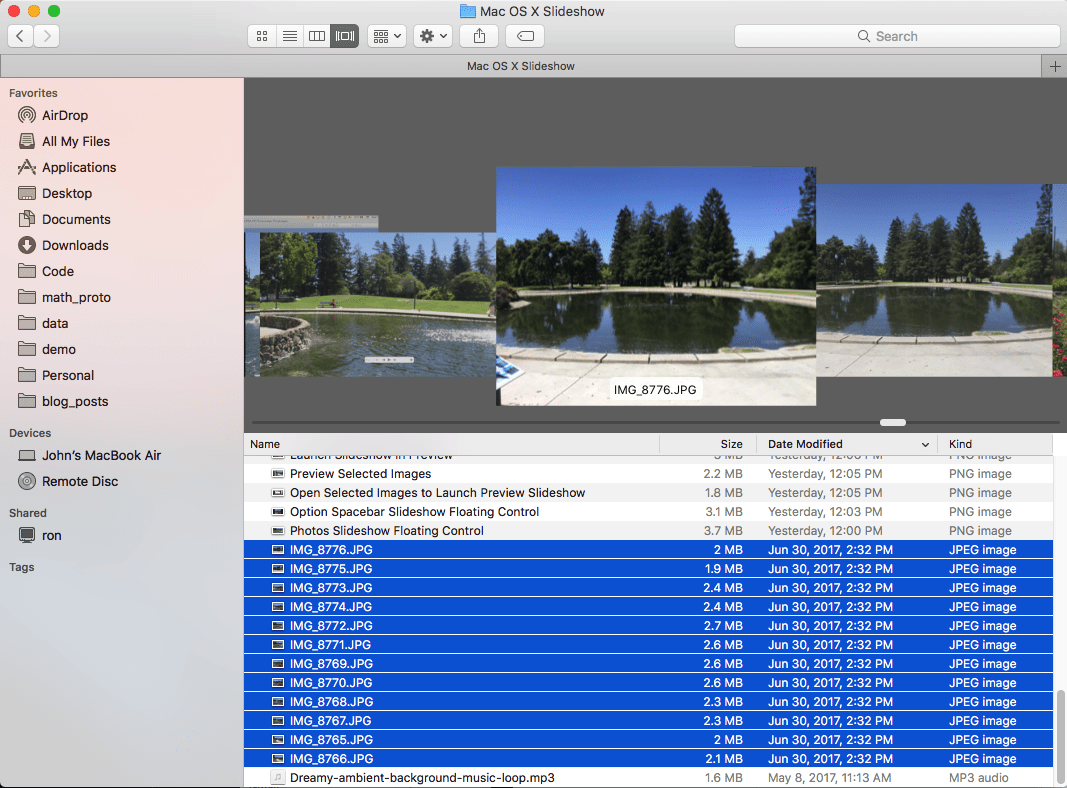 Mac OS X Slideshow
Search
Mac OS X Slideshow
Favorites
AirDrop
All My Files
Applications
Desktop
Documents
Downloads
Code
math_proto
data
demo
Personal
blog_posts
Devices
John’s MacBook Air
Remote Disc
Shared
ron
Tags
IMG_8776.JPG
Name Size Date Modified Kind
Launch Slideshow in Preview 3 MB Yesterday, 12:06 PM PNG image
Preview Selected Images 2.2 MB Yesterday, 12:05 PM PNG image
Open Selected Images to Launch Preview Slideshow 1.8 MB Yesterday, 12:05 PM PNG image
Option Spacebar Slideshow Floating Control 3.1 MB Yesterday, 12:03 PM PNG image
Photos Slideshow Floating Control 3.7 MB Yesterday, 12:00 PM PNG image
IMG_8776.JPG 2 MB Jun 30, 2017, 2:32 PM JPEG image
IMG_8775.JPG 1.9 MB Jun 30, 2017, 2:32 PM JPEG image
IMG_8773.JPG 2.4 MB Jun 30, 2017, 2:32 PM JPEG image
IMG_8774.JPG 2.4 MB Jun 30, 2017, 2:32 PM JPEG image
IMG_8772.JPG 2.7 MB Jun 30, 2017, 2:32 PM JPEG image
IMG_8771.JPG 2.6 MB Jun 30, 2017, 2:32 PM JPEG image
IMG_8769.JPG 2.6 MB Jun 30, 2017, 2:32 PM JPEG image
IMG_8770.JPG 2.6 MB Jun 30, 2017, 2:32 PM JPEG image
IMG_8768.JPG 2.3 MB Jun 30, 2017, 2:32 PM JPEG image
IMG_8767.JPG 2.3 MB Jun 30, 2017, 2:32 PM JPEG image
IMG_8765.JPG 2 MB Jun 30, 2017, 2:32 PM JPEG image
IMG_8766.JPG 2.1 MB Jun 30, 2017, 2:32 PM JPEG image
Dreamy-ambient-background-music-loop.mp3 1.6 MB May 8, 2017, 11:13 AM MP3 audio